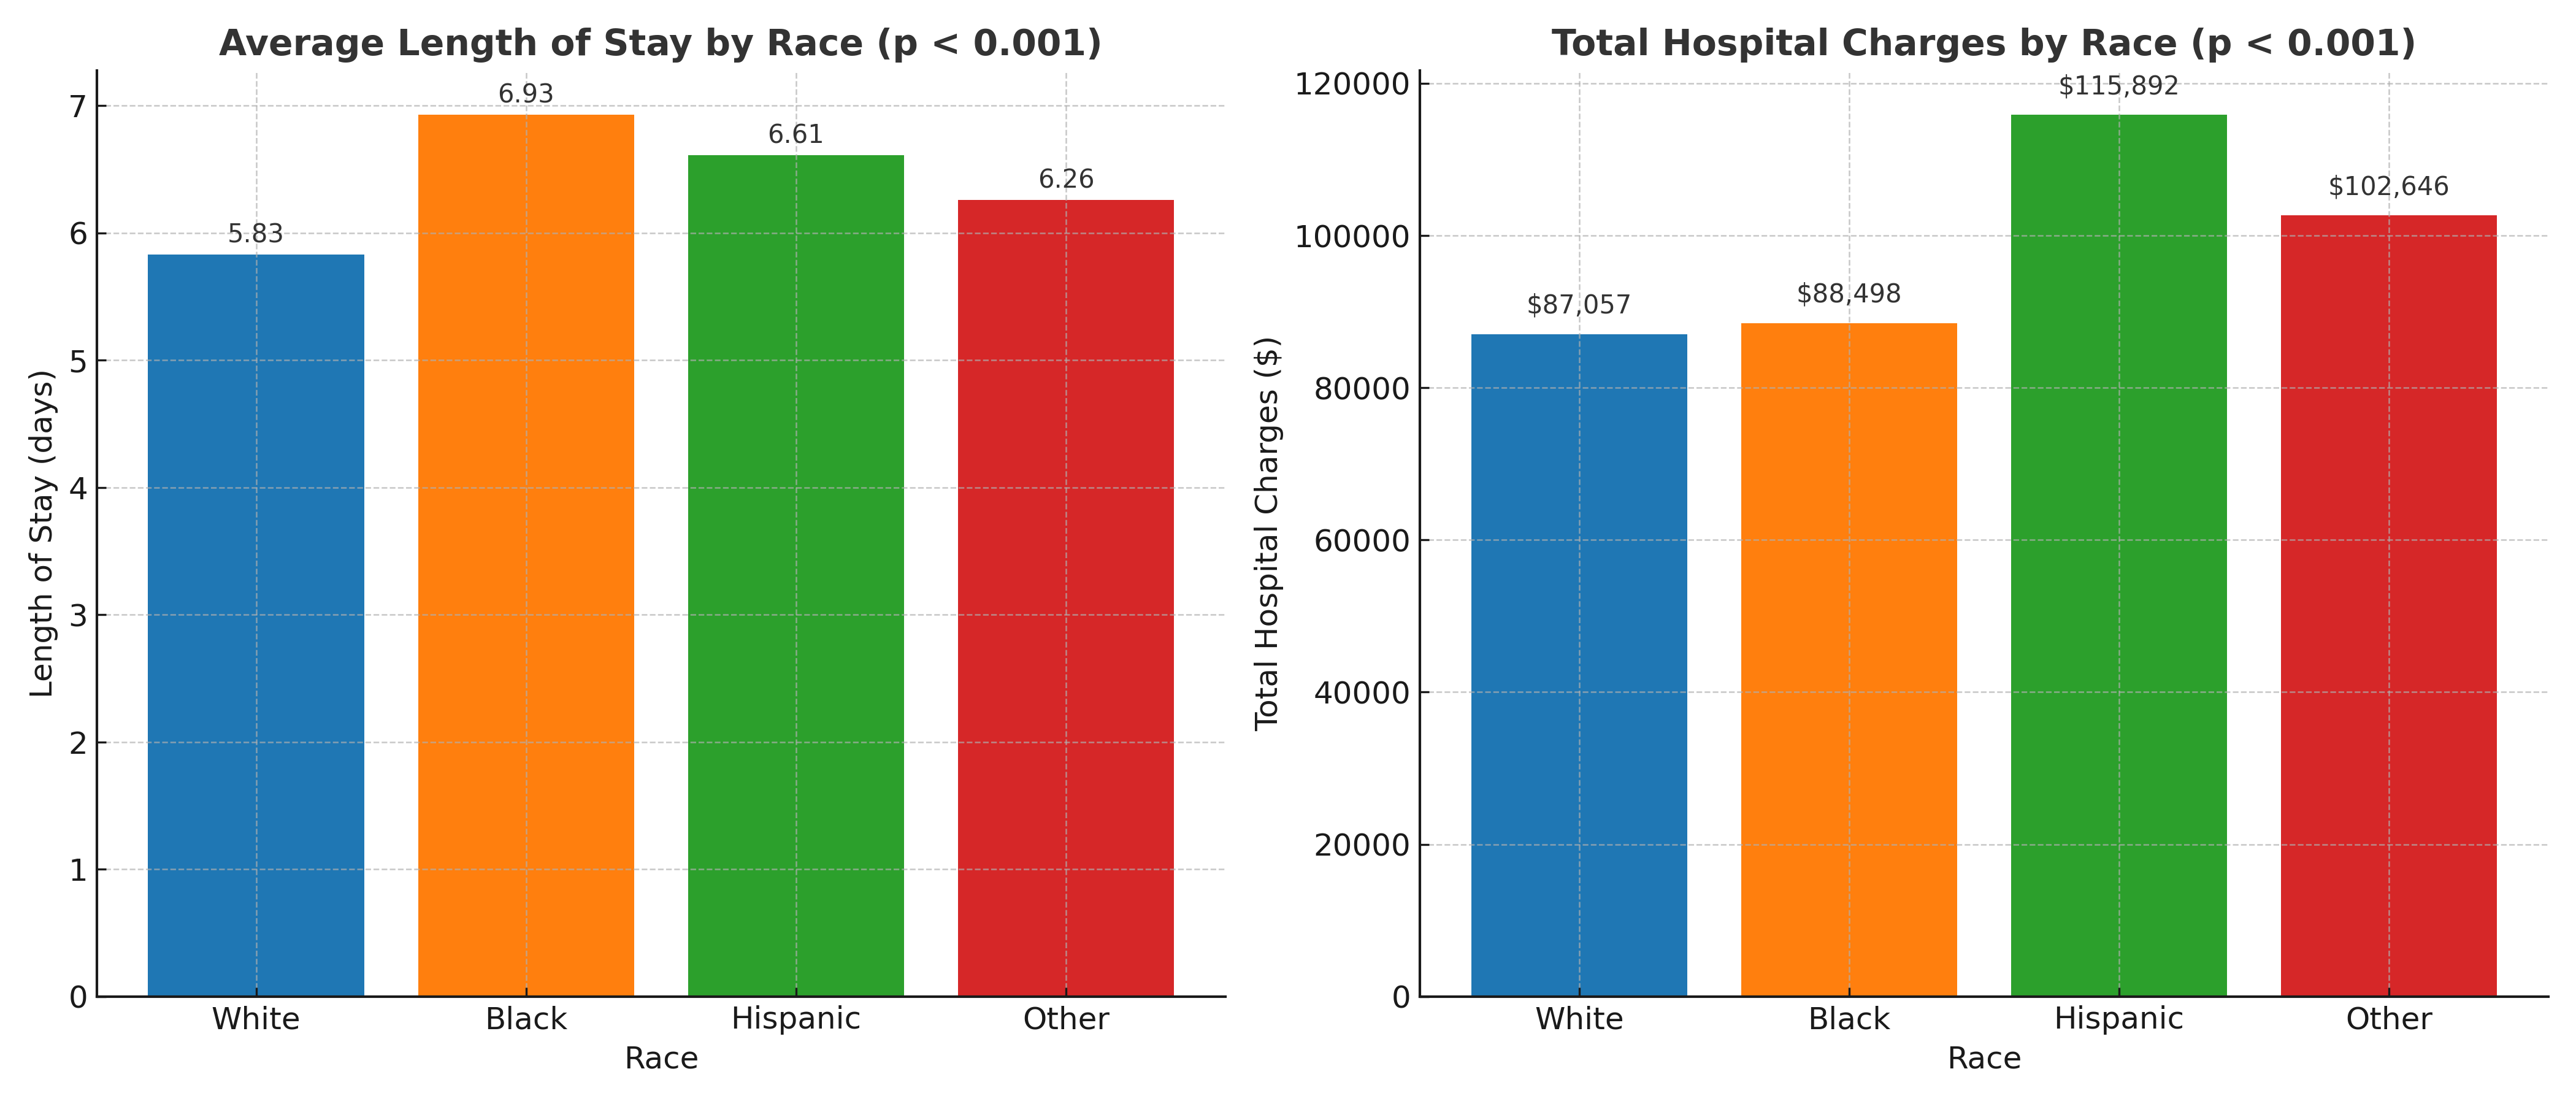 Average Length of Stay by Race (p < 0.001)
Length of Stay (days)
7
6
5
4
3
2
1
0
5.83
6.93
6.61
6.26
White
Black
Hispanic
Other
Race
Total Hospital Charges by Race (p < 0.001)
Total Hospital Charges ($)
120000
100000
80000
60000
40000
20000
0
$87,057
$88,498
$115,892
$102,646
White
Black
Hispanic
Other
Race